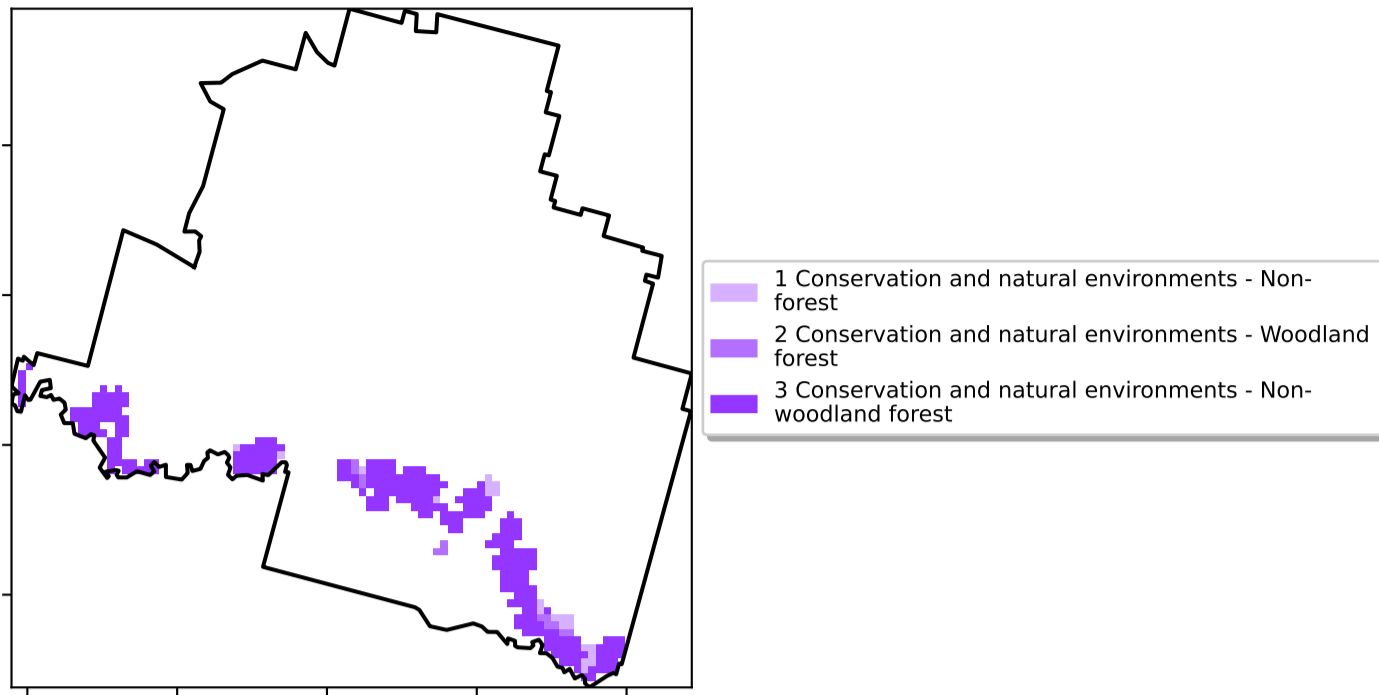 1 Conservation and natural environments - Non-
forest
2 Conservation and natural environments - Woodland
forest
3 Conservation and natural environments - Non-
woodland forest